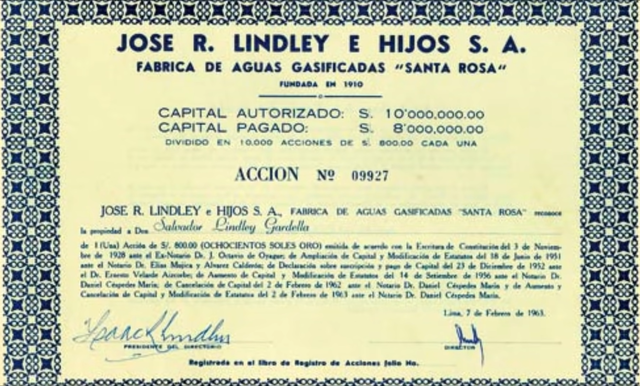 JOSE R. LINDLEY E HIJOS S. A.
FABRICA DE AGUAS GASIFICADAS "SANTA ROSA"
FUNDADA EN 1910
CAPITAL AUTORIZADO: S/. 10'000,000.00
CAPITAL PAGADO: S/. 8'000,000.00
DIVIDIDO EN 10,000 ACCIONES DE S/. 800.00 CADA UNA
ACCION Nº 09927
JOSE R. LINDLEY e HIJOS S. A., FABRICA DE AGUAS GASIFICADAS "SANTA ROSA" reconoce
la propiedad a Don Salvador Lindley Gardella
de 1 (Una) Acción de S/. 800.00 (OCHOCIENTOS SOLES ORO) emitida de acuerdo con la Escritura de Constitución del 3 de Noviem-
bre de 1928 ante el Ex-Notario Dr. J. Octavio de Oyague; de Ampliación de Capital y Modificación de Estatutos del 18 de Junio de 1951
ante el Notario Dr. Elías Mujica y Alvarez Calderón; de Declaración sobre suscripción y pago de Capital del 23 de Diciembre de 1952 ante
el Dr. Ernesto Velarde Aizcorbe; de Aumento de Capital y Modificación de Estatutos del 14 de Setiembre de 1956 ante el Notario Dr.
Daniel Céspedes Marín; de Cancelación de Capital del 2 de Febrero de 1962 ante el Notario Dr. Daniel Céspedes Marín y de Aumento y
Cancelación de Capital y Modificación de Estatutos del 2 de Febrero de 1963 ante el Notario Dr. Daniel Céspedes Marín.
Lima, 7 de Febrero de 1963.
Isaac R. Lindley
PRESIDENTE DEL DIRECTORIO
DIRECTOR
Registrada en el libro de Registro de Acciones folio No.